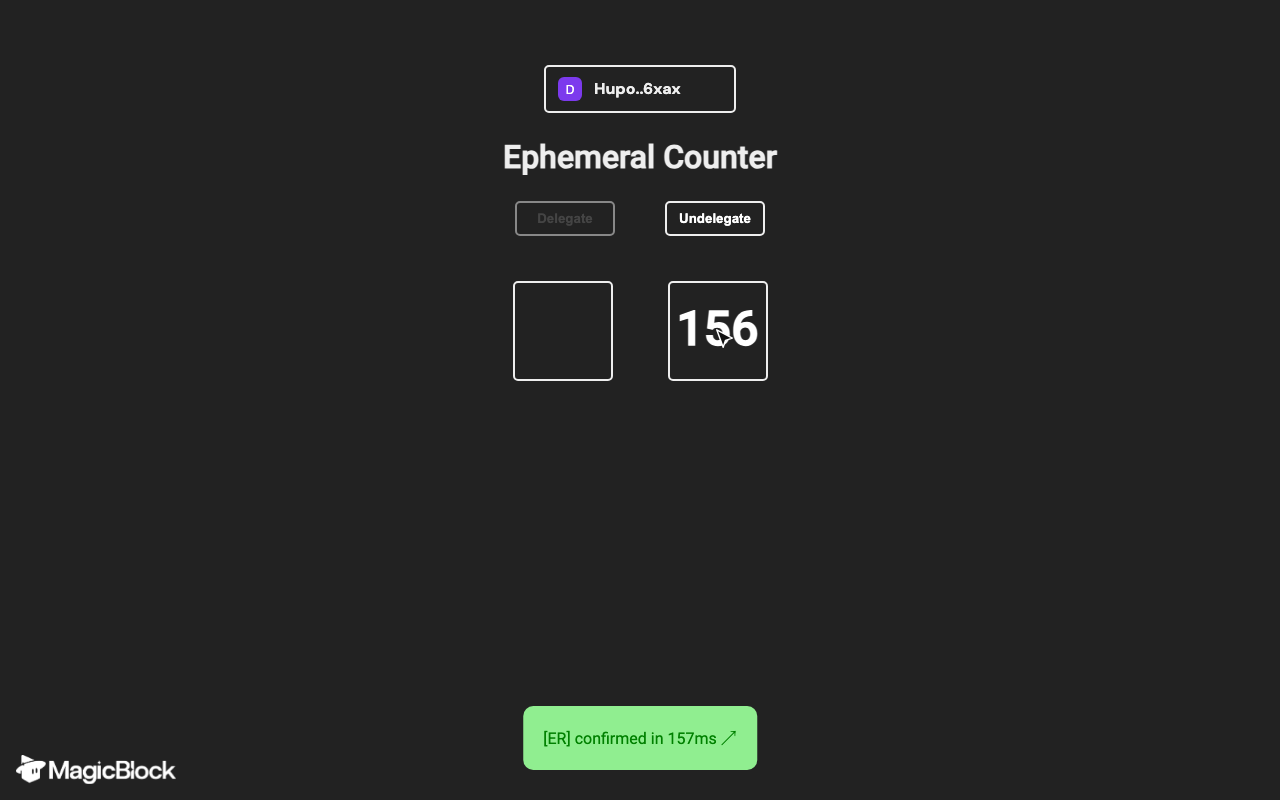 D Hupo..6xax
Ephemeral Counter
Delegate Undelegate
156
[ER] confirmed in 157ms ↗
MagicBlock